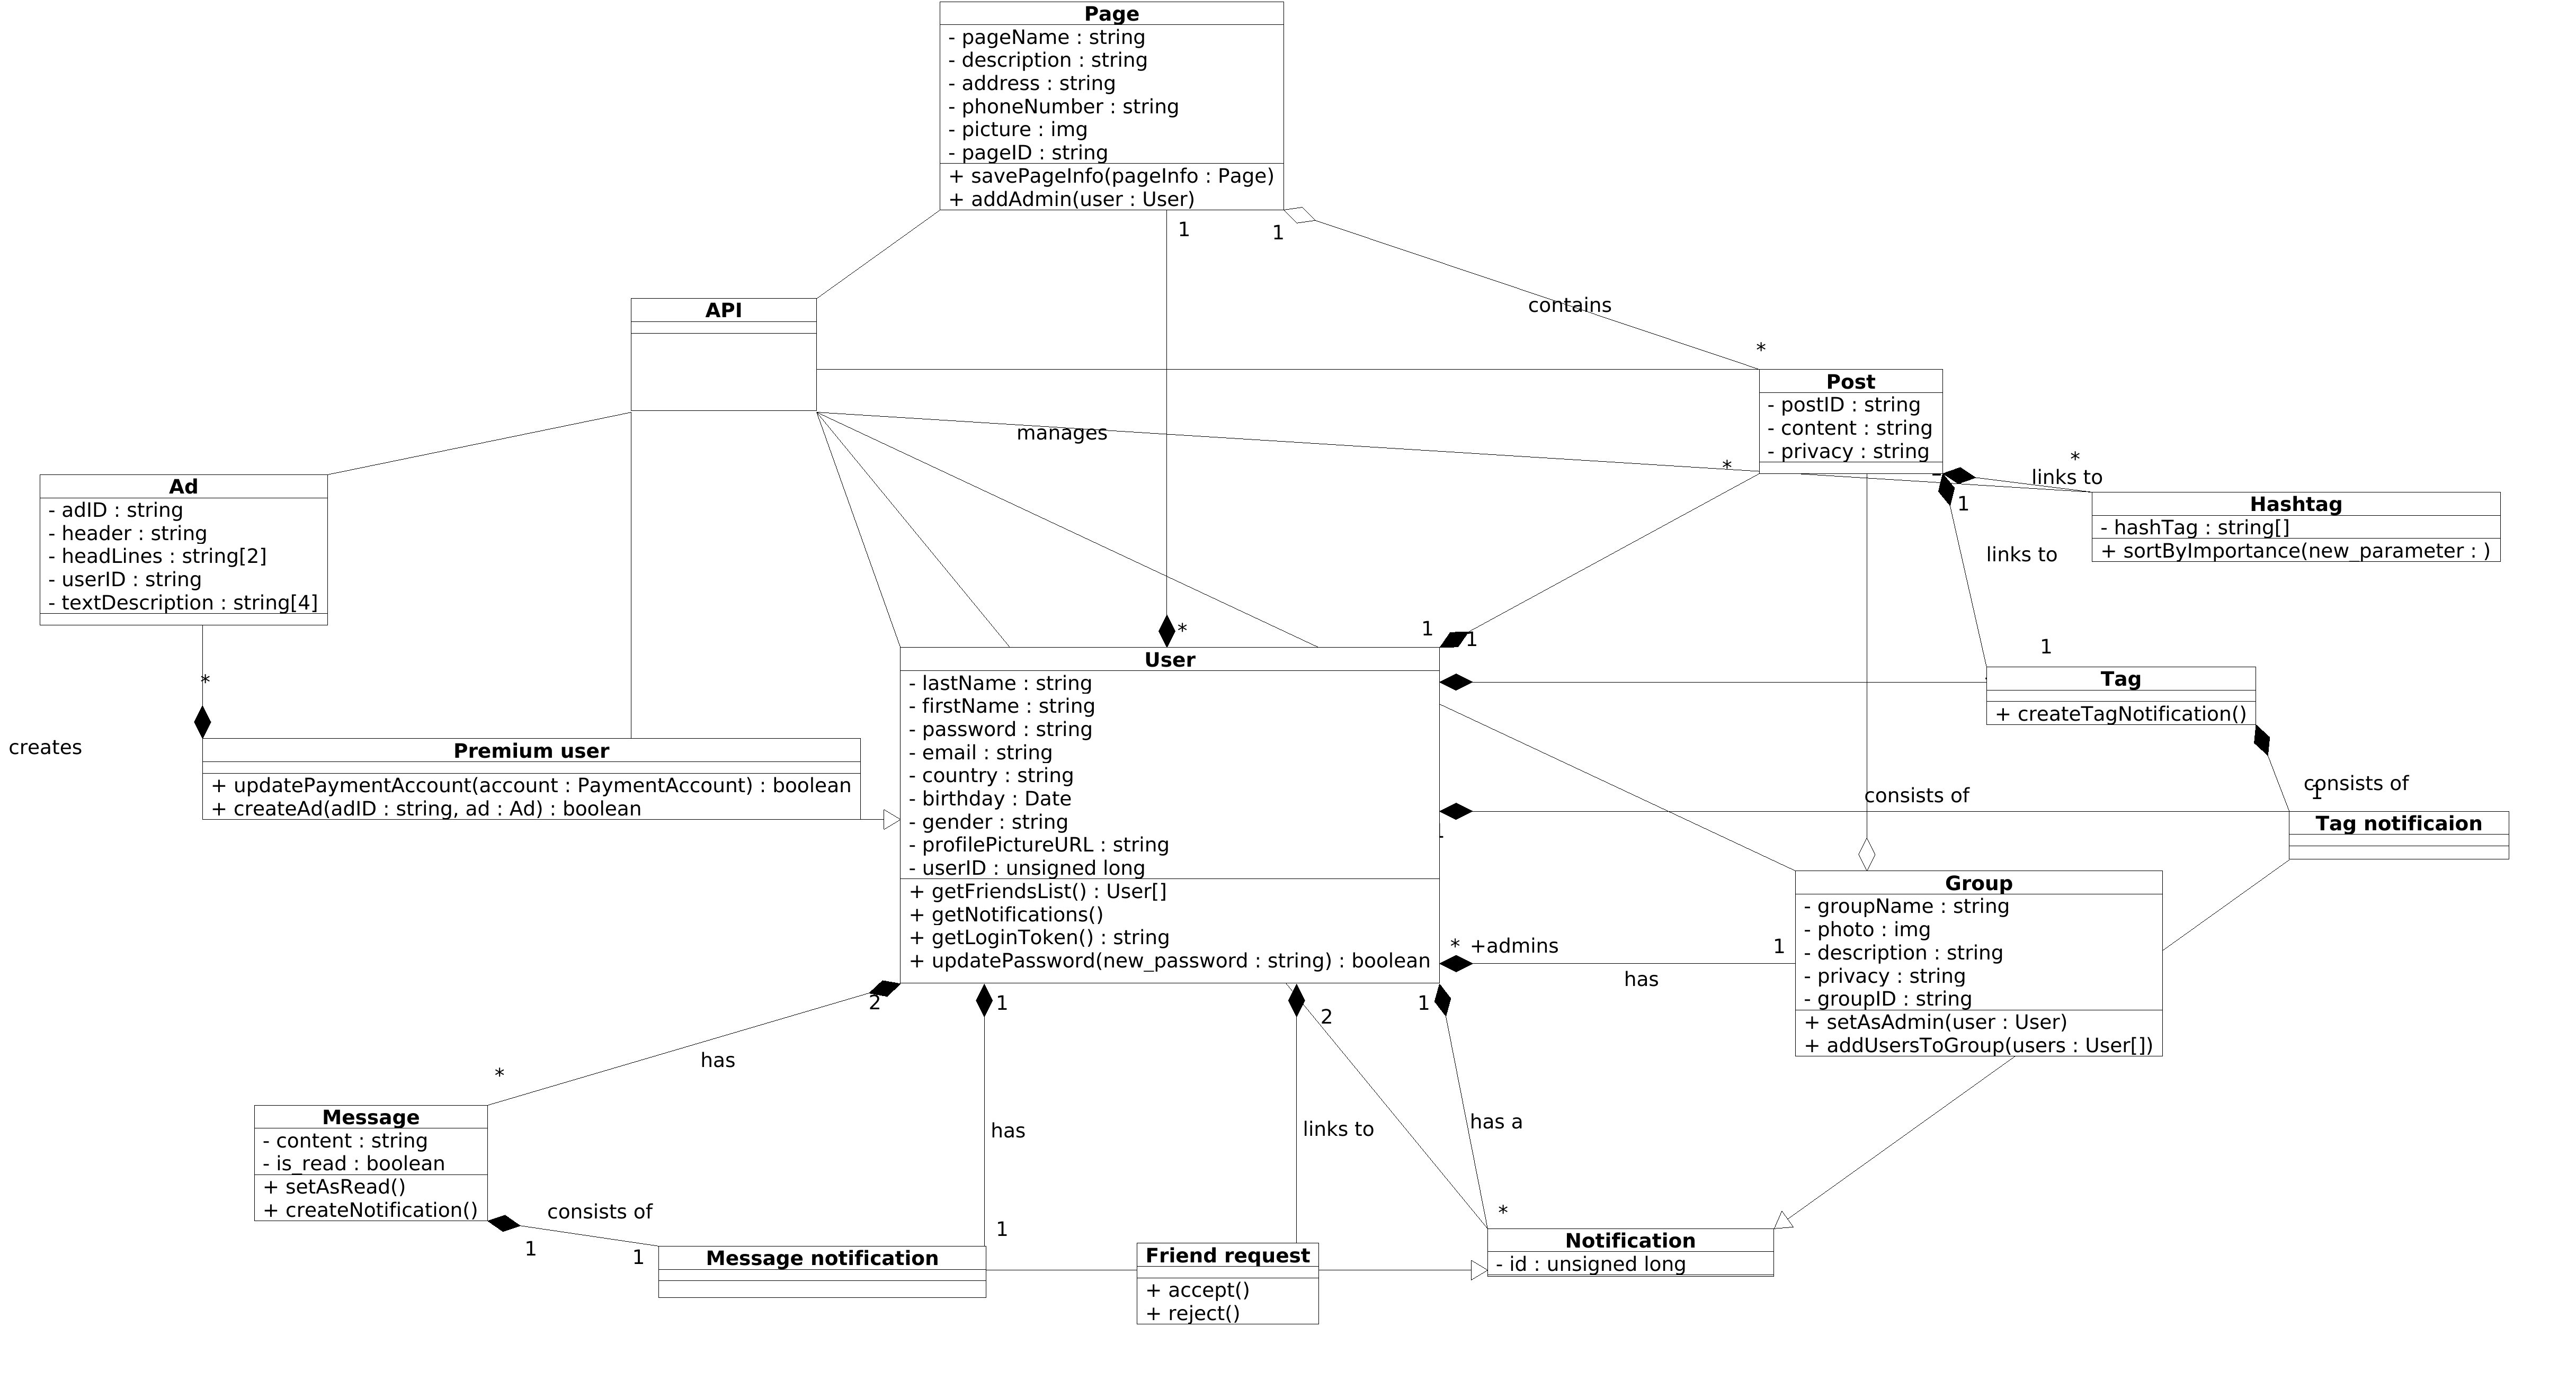 Page
- pageName : string
- description : string
- address : string
- phoneNumber : string
- picture : img
- pageID : string
+ savePageInfo(pageInfo : Page)
+ addAdmin(user : User)
1
1
contains
*
API
manages
Post
- postID : string
- content : string
- privacy : string
*
*
links to
1
links to
Hashtag
- hashTag : string[]
+ sortByImportance(new_parameter : )
Ad
- adID : string
- header : string
- headLines : string[2]
- userID : string
- textDescription : string[4]
*
creates
Premium user
+ updatePaymentAccount(account : PaymentAccount) : boolean
+ createAd(adID : string, ad : Ad) : boolean
*
1
1
User
- lastName : string
- firstName : string
- password : string
- email : string
- country : string
- birthday : Date
- gender : string
- profilePictureURL : string
- userID : unsigned long
+ getFriendsList() : User[]
+ getNotifications()
+ getLoginToken() : string
+ updatePassword(new_password : string) : boolean
1
Tag
+ createTagNotification()
consists of
1
consists of
Tag notificaion
Group
- groupName : string
- photo : img
- description : string
- privacy : string
- groupID : string
+ setAsAdmin(user : User)
+ addUsersToGroup(users : User[])
* +admins
1
has
2
1
2
1
has
*
has
links to
has a
Message
- content : string
- is_read : boolean
+ setAsRead()
+ createNotification()
consists of
1
1
1
*
Message notification
Friend request
+ accept()
+ reject()
Notification
- id : unsigned long